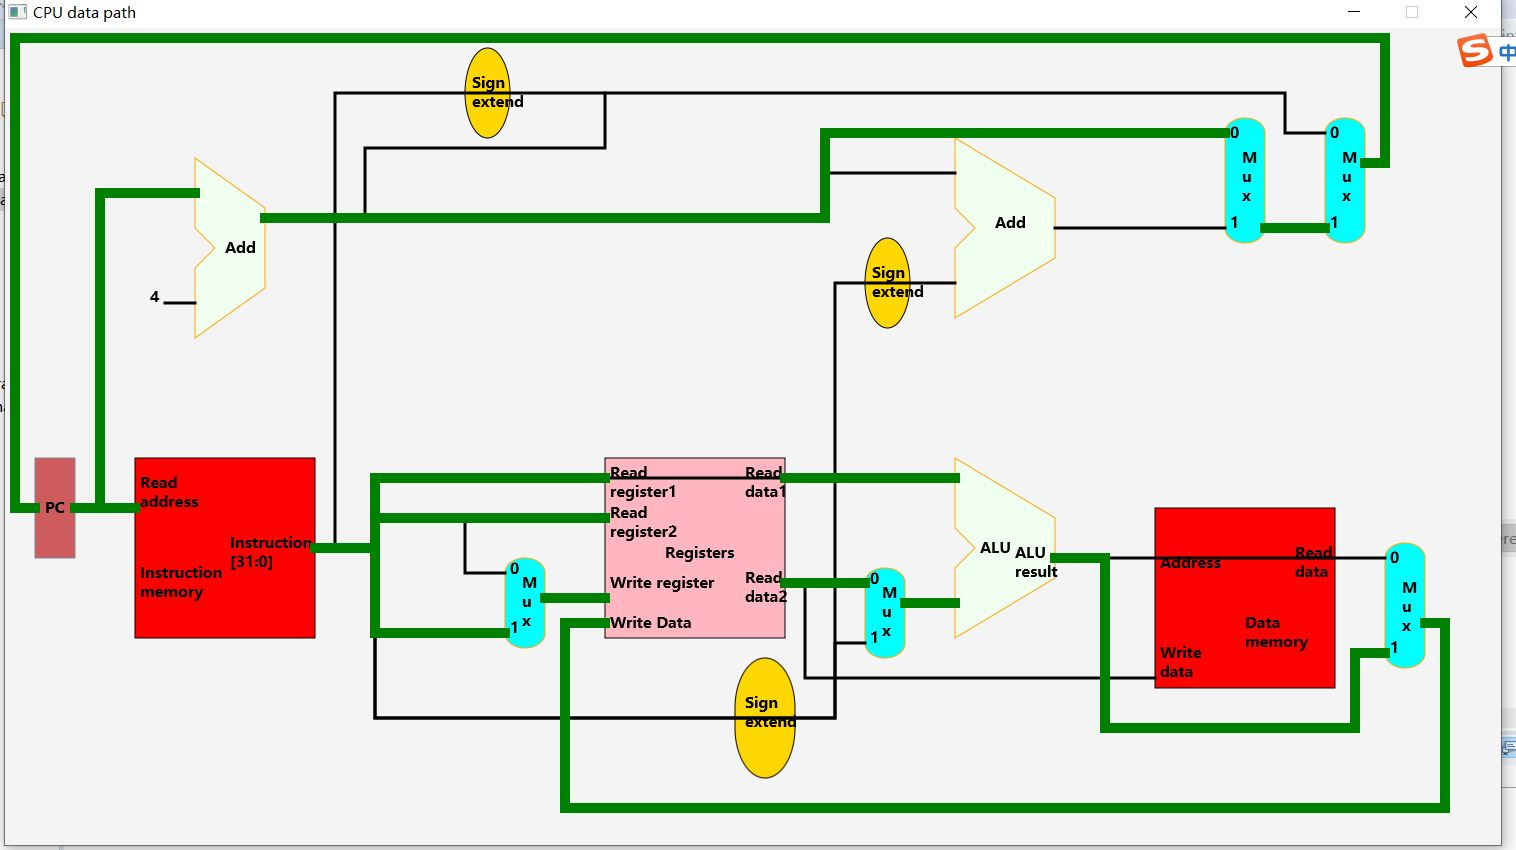 CPU data path
中
Sign
extend
0
M
u
x
1
0
M
u
x
1
Add
4
Add
Sign
extend
PC
Read
address
Instruction
[31:0]
Instruction
memory
Read
register1
Read
data1
Read
register2
Registers
Write register
Read
data2
Write Data
0
M
u
x
1
0
M
u
x
1
ALU
ALU
result
Address
Read
data
Data
memory
Write
data
0
M
u
x
1
Sign
extend